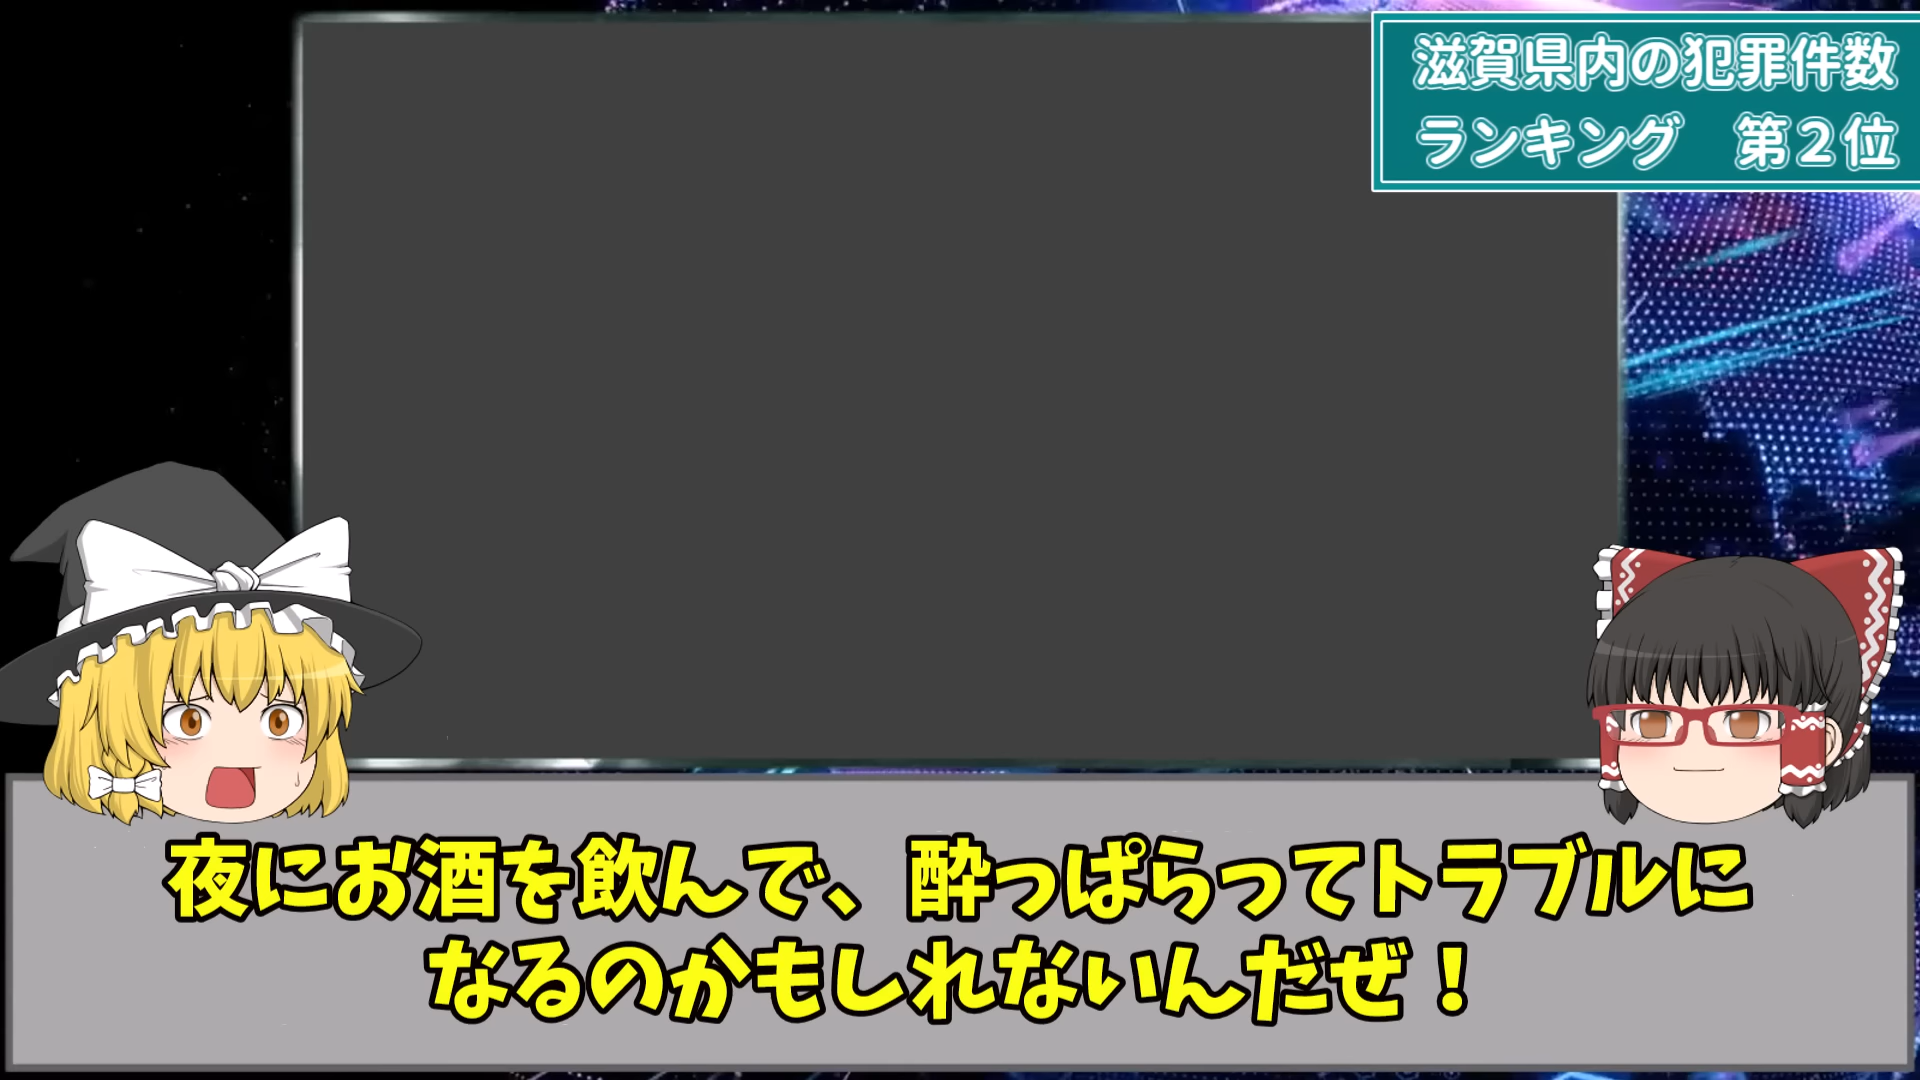 滋賀県内の犯罪件数
ランキング　第２位
夜にお酒を飲んで、酔っぱらってトラブルに
なるのかもしれないんだぜ！